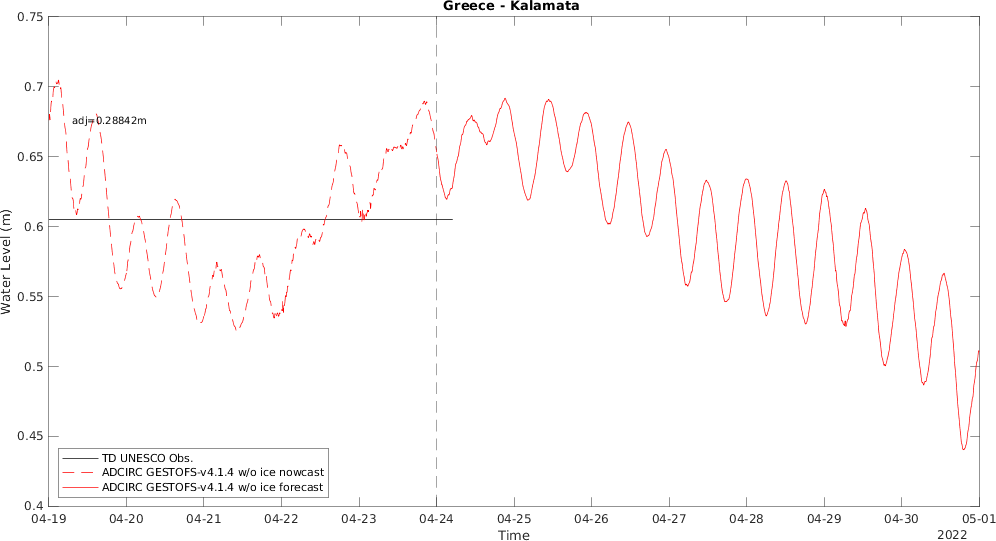 Greece - Kalamata
0.75
0.7
0.65
0.6
0.55
0.5
0.45
0.4
Water Level (m)
adj=0.28842m
TD UNESCO Obs.
ADCIRC GESTOFS-v4.1.4 w/o ice nowcast
ADCIRC GESTOFS-v4.1.4 w/o ice forecast
04-19 04-20 04-21 04-22 04-23 04-24 04-25 04-26 04-27 04-28 04-29 04-30 05-01
Time
2022